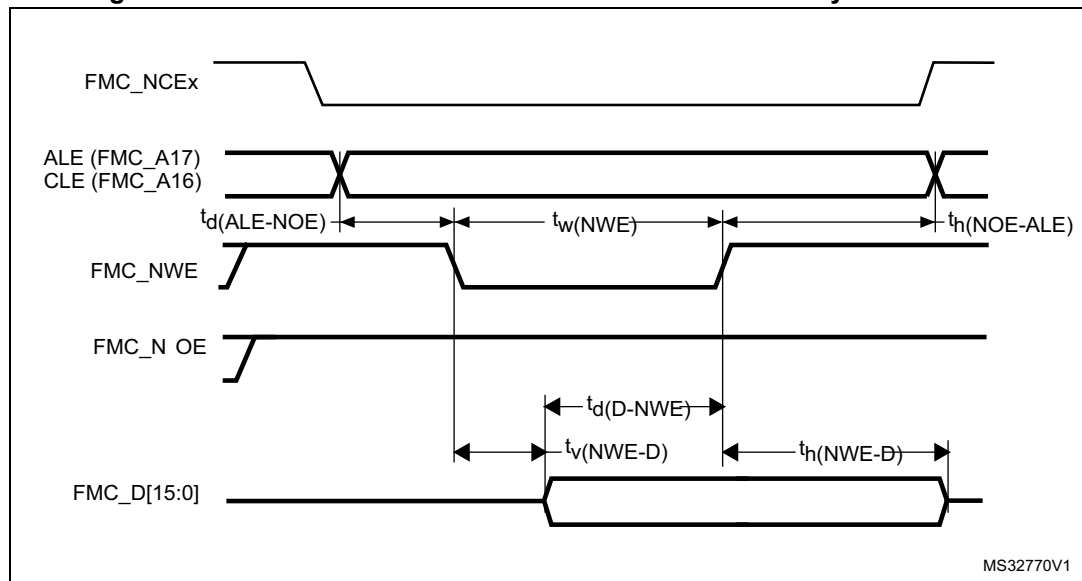 FMC_NCEx
ALE (FMC_A17)
CLE (FMC_A16)
td(ALE-NOE)
tw(NWE)
th(NOE-ALE)
FMC_NWE
FMC_N OE
td(D-NWE)
tv(NWE-D)
th(NWE-D)
FMC_D[15:0]
MS32770V1